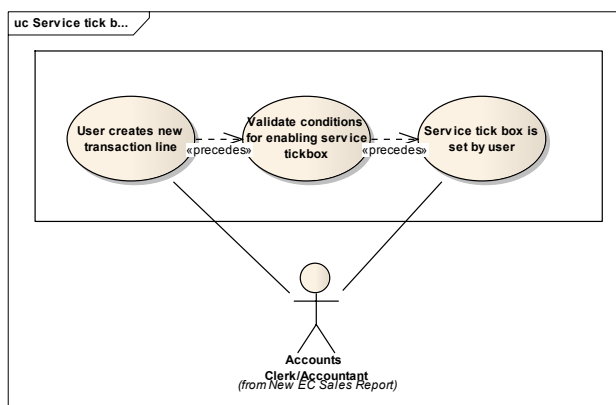 uc Service tick b...
User creates new
transaction line
«precedes»
Validate conditions
for enabling service
tickbox
«precedes»
Service tick box is
set by user
Accounts
Clerk/Accountant
(from New EC Sales Report)